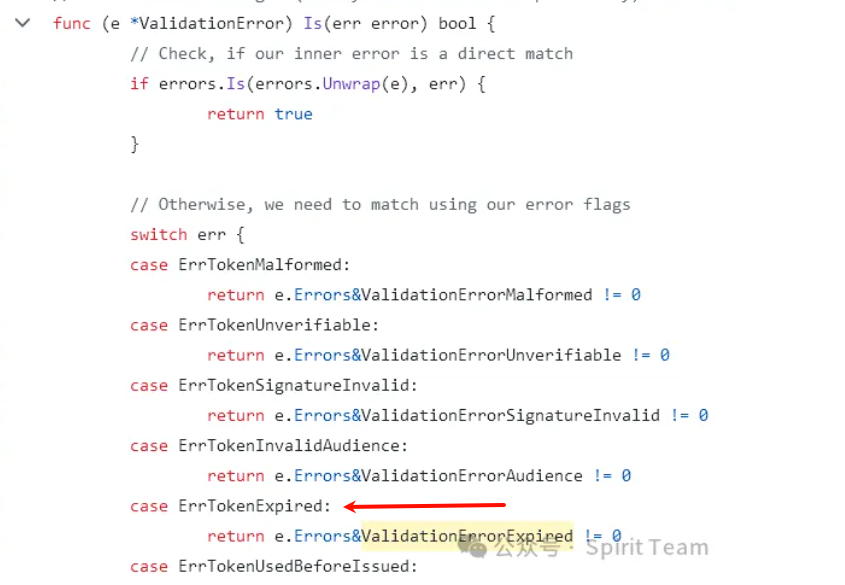 func (e *ValidationError) Is(err error) bool {
// Check, if our inner error is a direct match
if errors.Is(errors.Unwrap(e), err) {
return true
}
// Otherwise, we need to match using our error flags
switch err {
case ErrTokenMalformed:
return e.Errors&ValidationErrorMalformed != 0
case ErrTokenUnverifiable:
return e.Errors&ValidationErrorUnverifiable != 0
case ErrTokenSignatureInvalid:
return e.Errors&ValidationErrorSignatureInvalid != 0
case ErrTokenInvalidAudience:
return e.Errors&ValidationErrorAudience != 0
case ErrTokenExpired:
return e.Errors&ValidationErrorExpired != 0
公众号 · Spirit Team
case ErrTokenUsedBeforeIssued: